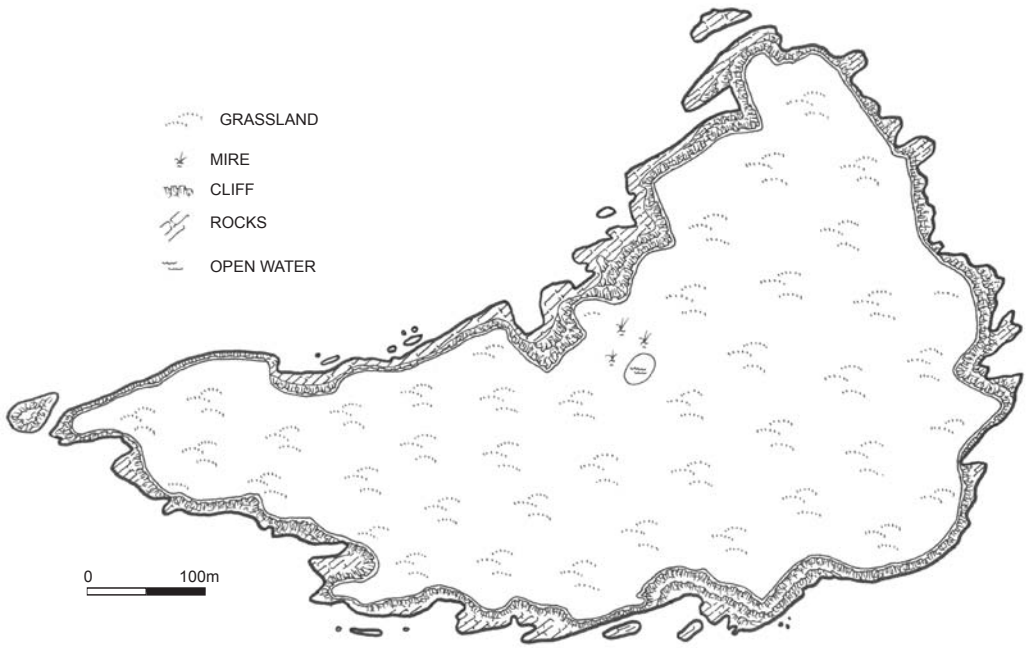 GRASSLAND
MIRE
CLIFF
ROCKS
OPEN WATER
0 100m